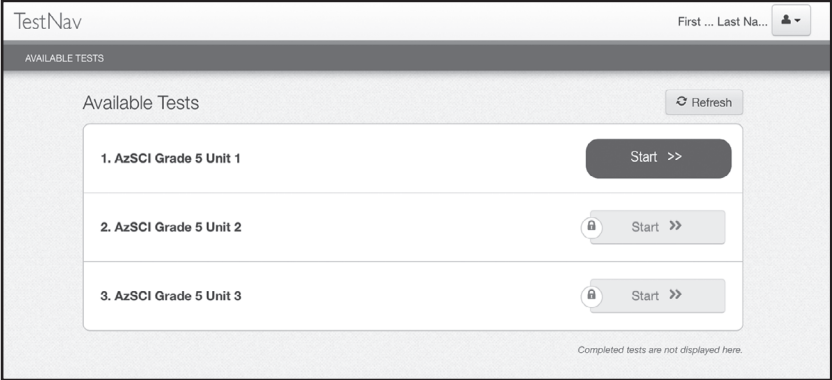 TestNav
First ... Last Na...
AVAILABLE TESTS
Available Tests
Refresh
1. AzSCI Grade 5 Unit 1
Start >>
2. AzSCI Grade 5 Unit 2
Start >>
3. AzSCI Grade 5 Unit 3
Start >>
Completed tests are not displayed here.